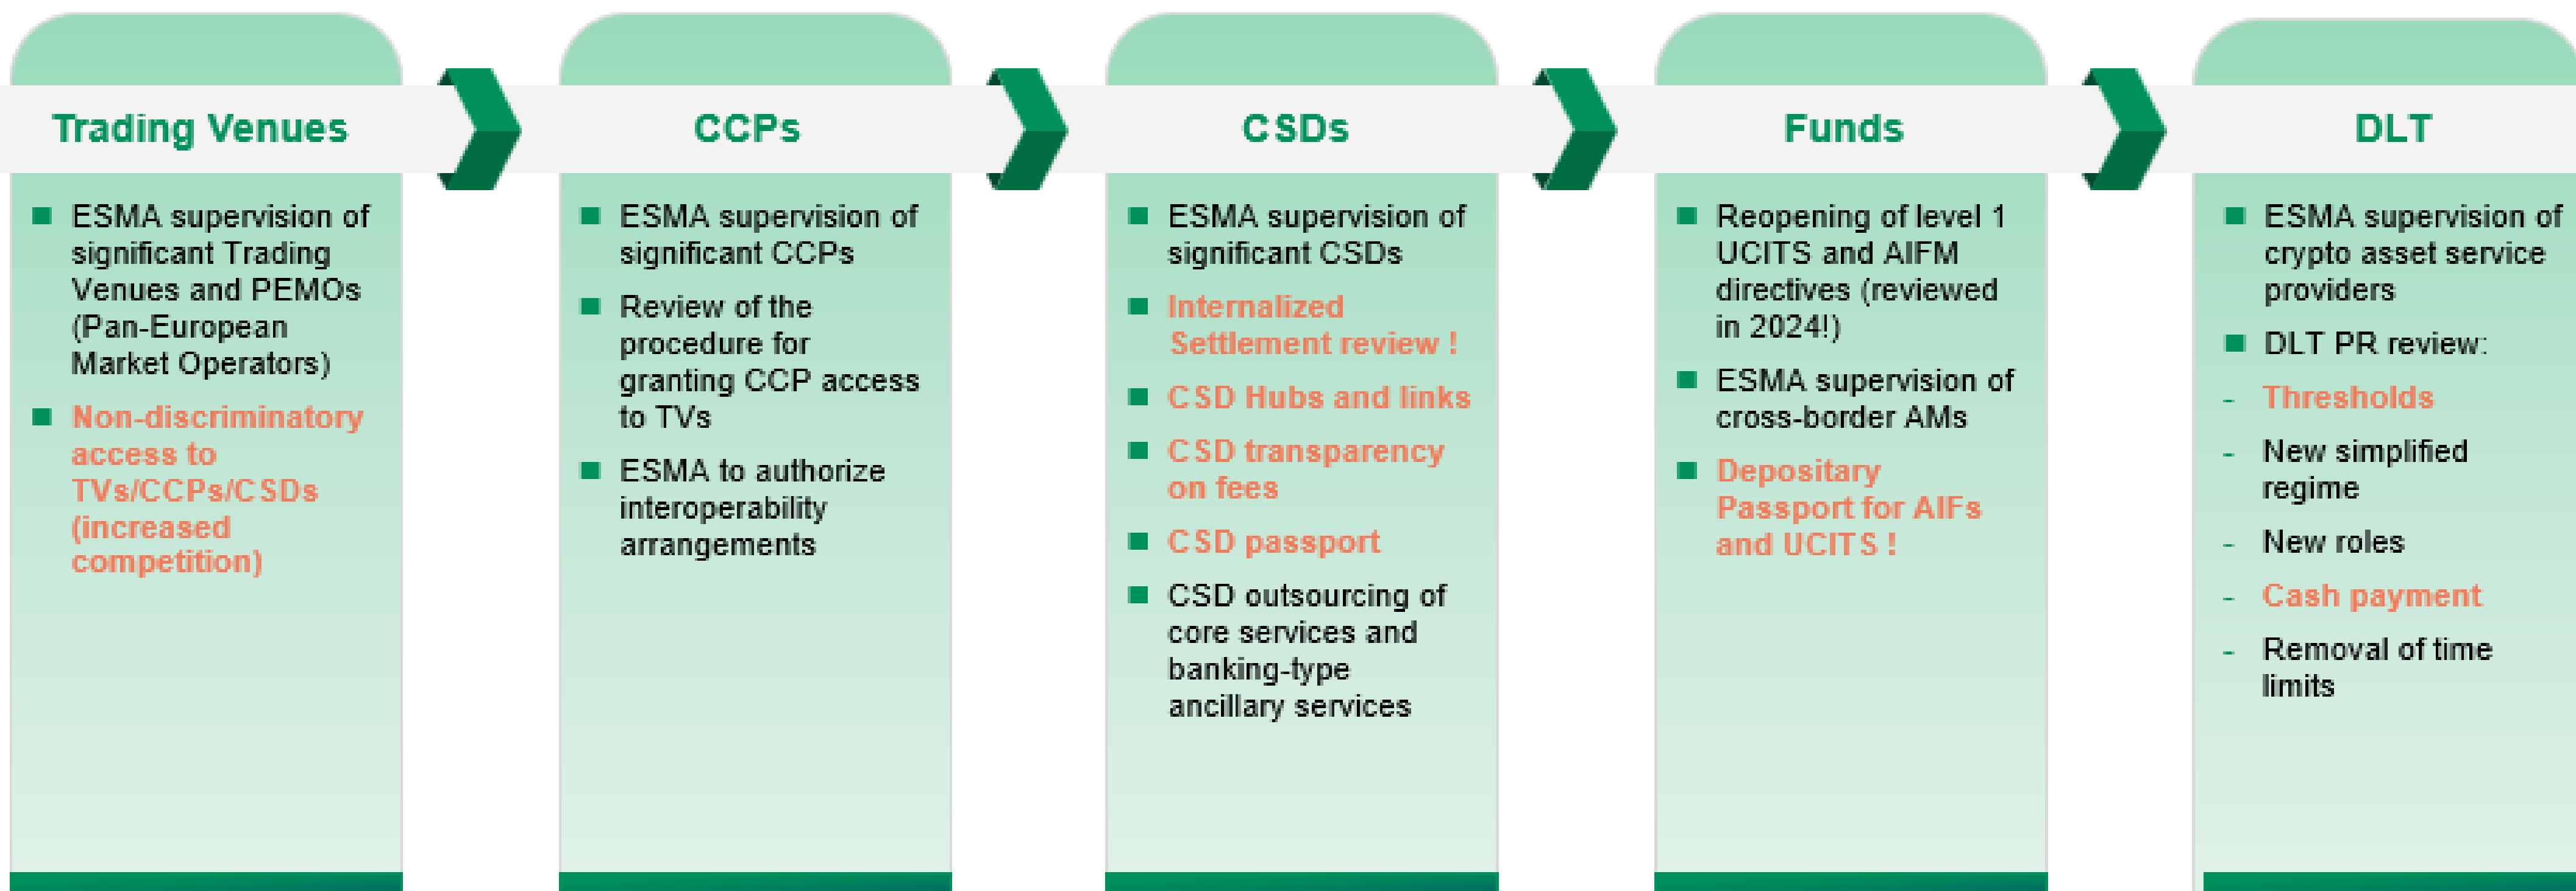 Trading Venues
ESMA supervision of
significant Trading
Venues and PEMOs
(Pan-European
Market Operators)
Non-discriminatory
access to
TVs/CCPs/CSDs
(increased
competition)
CCPs
ESMA supervision of
significant CCPs
Review of the
procedure for
granting CCP access
to TVs
ESMA to authorize
interoperability
arrangements
CSDs
ESMA supervision of
significant CSDs
Internalized
Settlement review !
CSD Hubs and links
CSD transparency
on fees
CSD passport
CSD outsourcing of
core services and
banking-type
ancillary services
Funds
Reopening of level 1
UCITS and AIFM
directives (reviewed
in 2024!)
ESMA supervision of
cross-border AMs
Depositary
Passport for AIFs
and UCITS !
DLT
ESMA supervision of
crypto asset service
providers
DLT PR review:
- Thresholds
- New simplified
regime
- New roles
- Cash payment
- Removal of time
limits